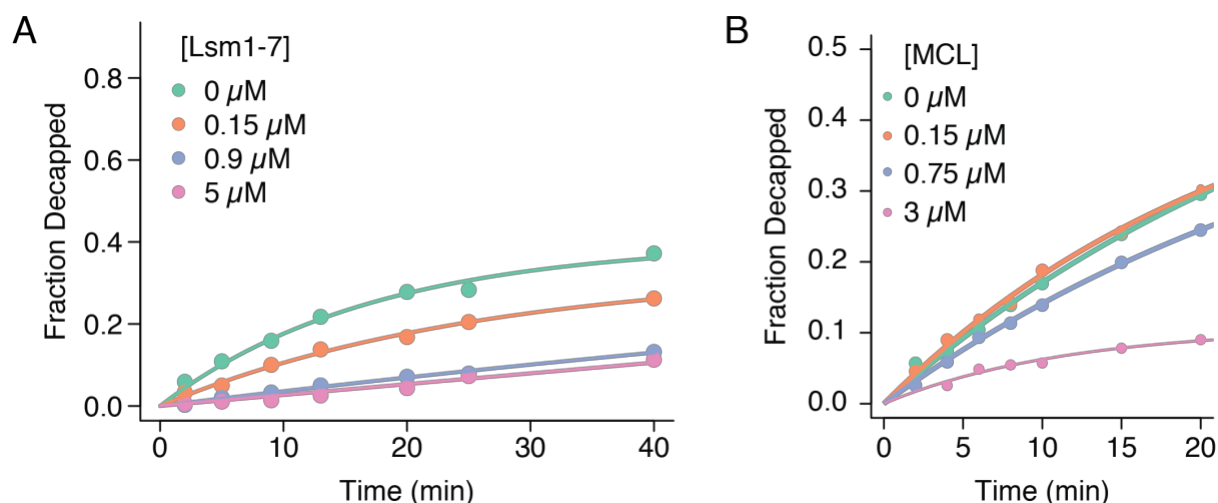 A
[Lsm1-7]
0 µM
0.15 µM
0.9 µM
5 µM
Fraction Decapped
0.8
0.6
0.4
0.2
0.0
0
10
20
30
40
Time (min)
B
[MCL]
0 µM
0.15 µM
0.75 µM
3 µM
Fraction Decapped
0.5
0.4
0.3
0.2
0.1
0.0
0
5
10
15
20
Time (min)